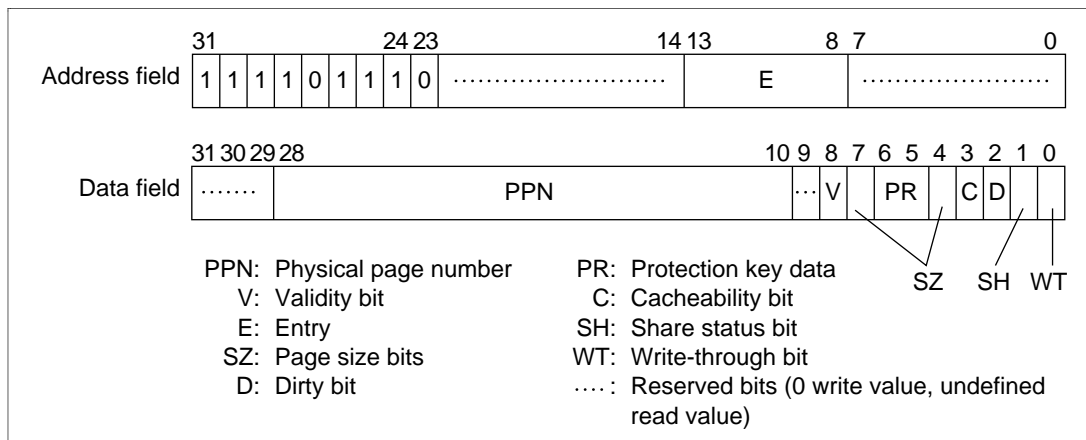 31 24 23 14 13 8 7 0
Address field 1 1 1 1 0 1 1 1 0 ························ E ······················
31 30 29 28 10 9 8 7 6 5 4 3 2 1 0
Data field ······· PPN ··· V PR C D
SZ SH WT
PPN: Physical page number PR: Protection key data
V: Validity bit C: Cacheability bit
E: Entry SH: Share status bit
SZ: Page size bits WT: Write-through bit
D: Dirty bit ····: Reserved bits (0 write value, undefined
read value)